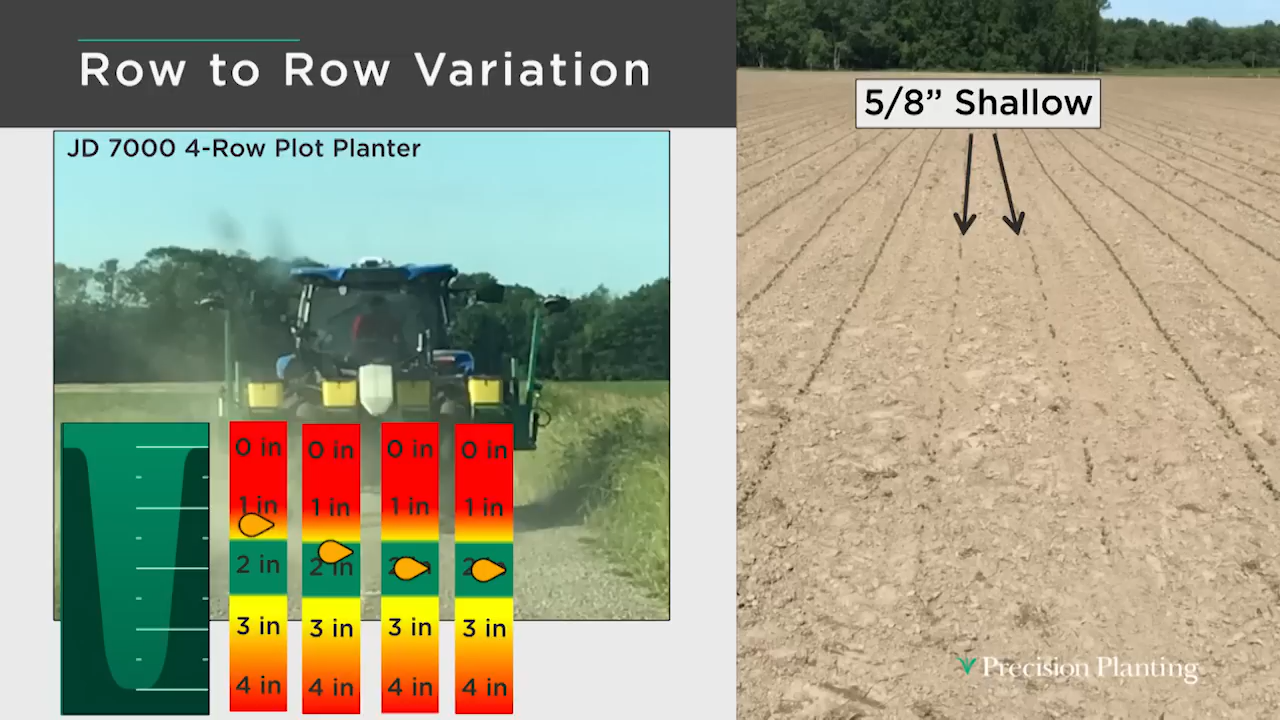 Row to Row Variation
JD 7000 4-Row Plot Planter
5/8” Shallow
0 in 0 in 0 in 0 in
1 in 1 in 1 in 1 in
2 in 2 in 2 2
3 in 3 in 3 in 3 in
4 in 4 in 4 in 4 in
Precision Planting